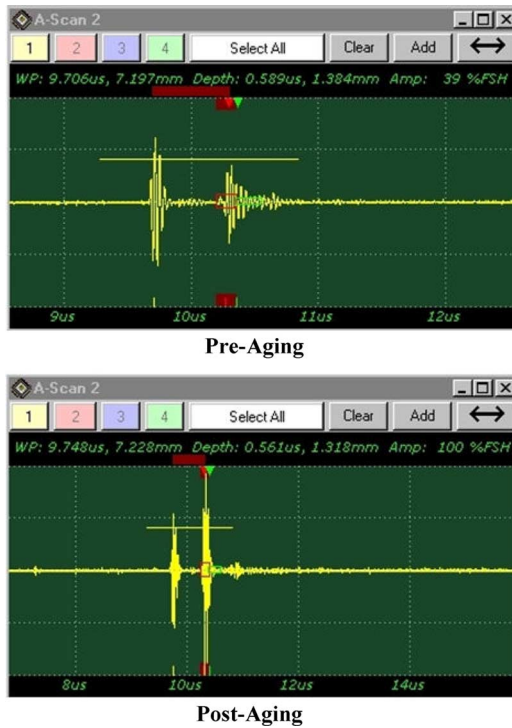 A-Scan 2
1 2 3 4 Select All Clear Add
WP: 9.706us, 7.197mm Depth: 0.589us, 1.384mm Amp: 39 %FSH
9us 10us 11us 12us
Pre-Aging
A-Scan 2
1 2 3 4 Select All Clear Add
WP: 9.748us, 7.228mm Depth: 0.561us, 1.318mm Amp: 100 %FSH
8us 10us 12us 14us
Post-Aging